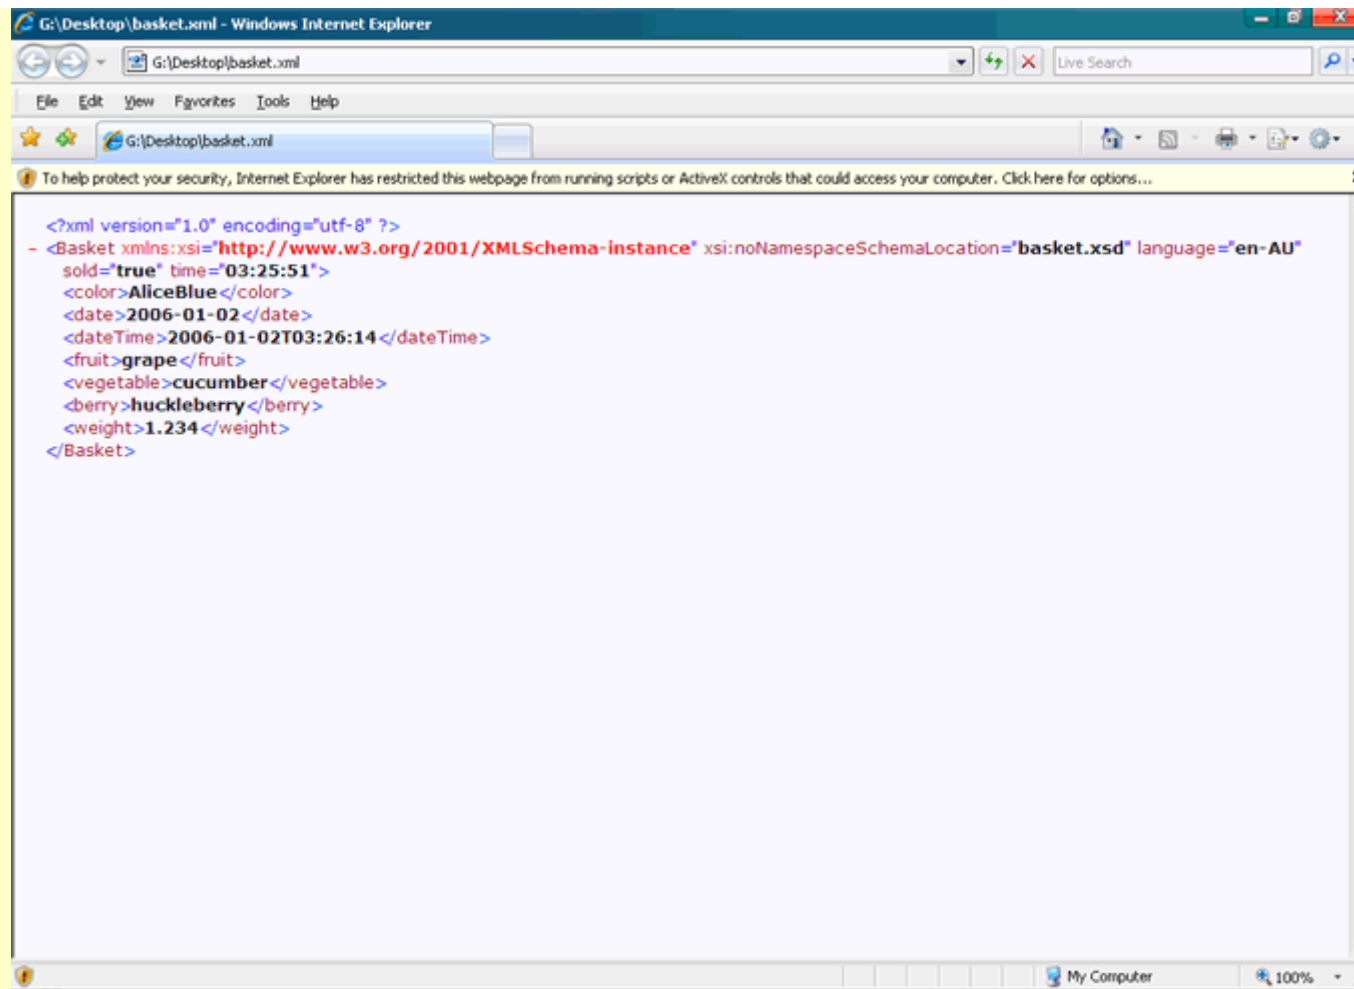 G:\Desktop\basket.xml - Windows Internet Explorer
G:\Desktop\basket.xml
Live Search
File Edit View Favorites Tools Help
G:\Desktop\basket.xml
To help protect your security, Internet Explorer has restricted this webpage from running scripts or ActiveX controls that could access your computer. Click here for options...
<?xml version="1.0" encoding="utf-8" ?>
- <Basket xmlns:xsi="http://www.w3.org/2001/XMLSchema-instance" xsi:noNamespaceSchemaLocation="basket.xsd" language="en-AU"
sold="true" time="03:25:51">
<color>AliceBlue</color>
<date>2006-01-02</date>
<dateTime>2006-01-02T03:26:14</dateTime>
<fruit>grape</fruit>
<vegetable>cucumber</vegetable>
<berry>huckleberry</berry>
<weight>1.234</weight>
</Basket>
My Computer 100%